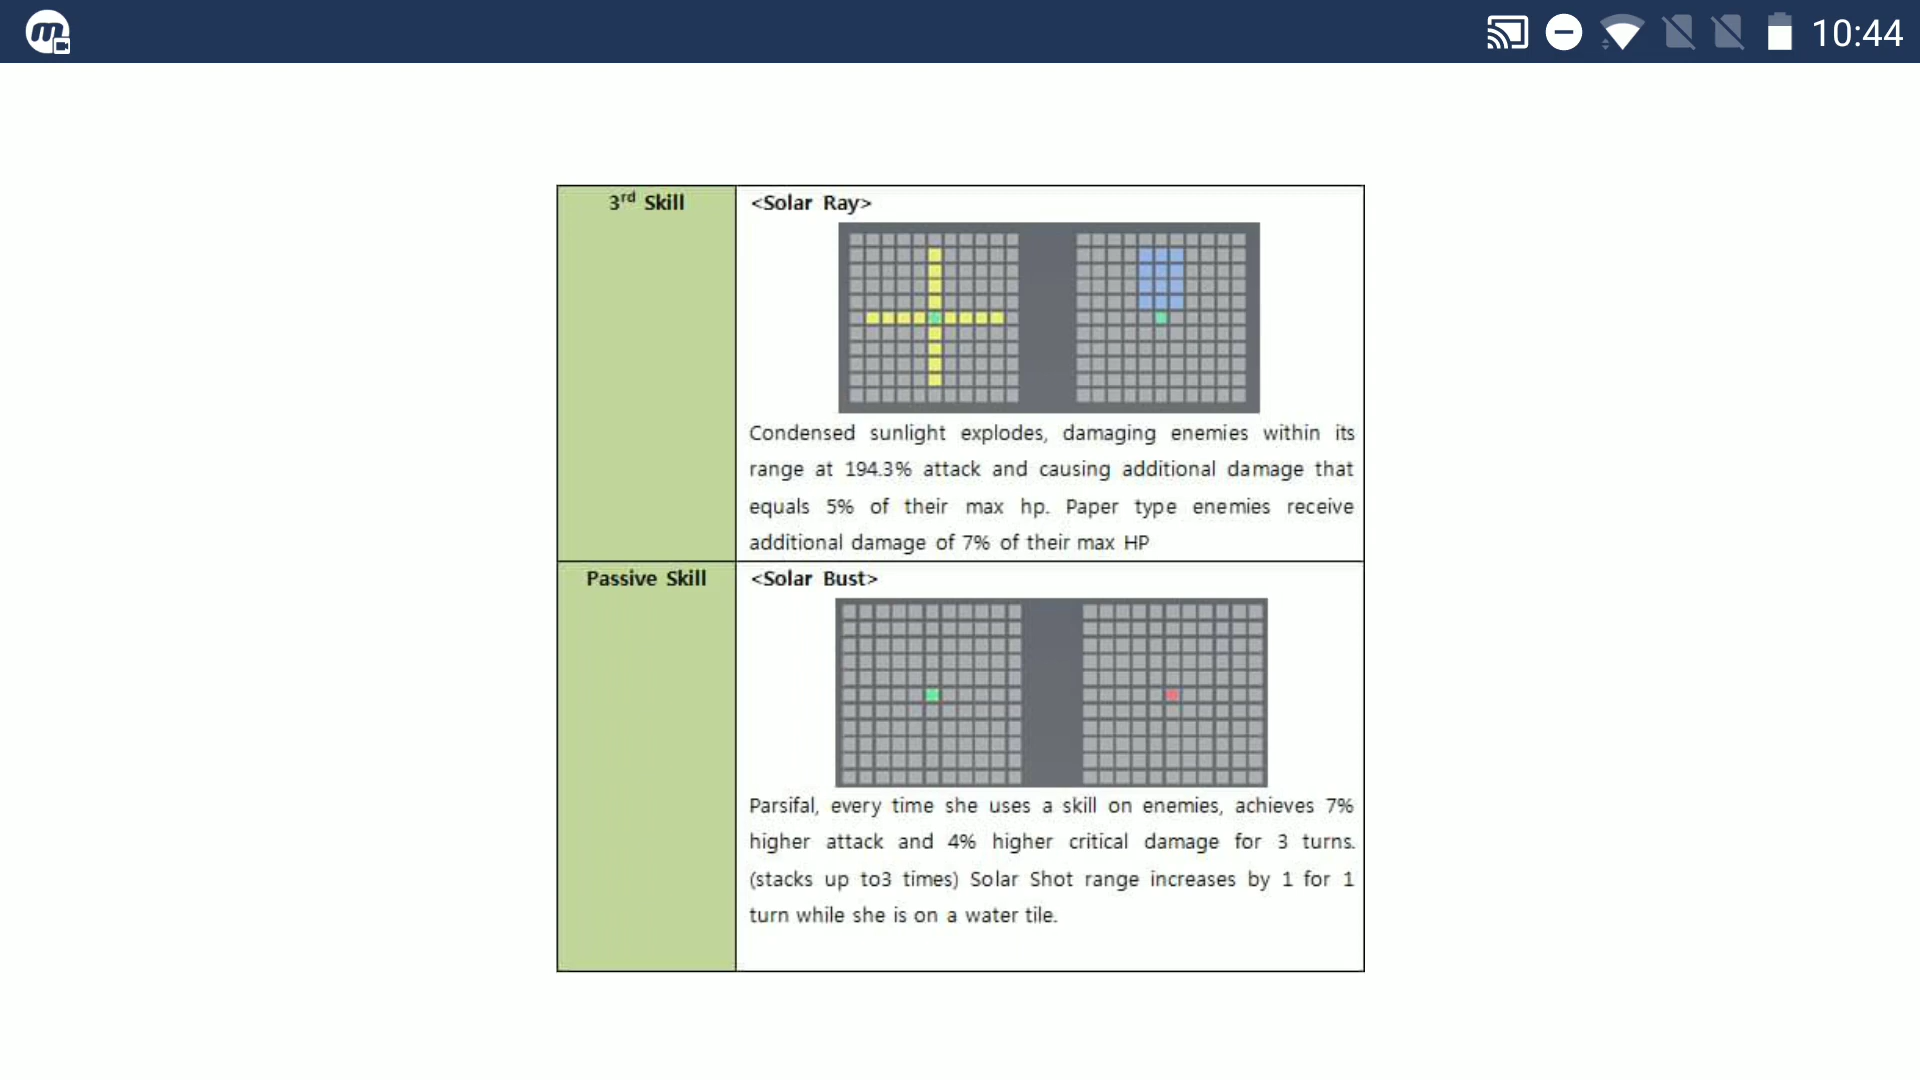 10:44
3rd Skill
<Solar Ray>
Condensed sunlight explodes, damaging enemies within its
range at 194.3% attack and causing additional damage that
equals 5% of their max hp. Paper type enemies receive
additional damage of 7% of their max HP
Passive Skill
<Solar Bust>
Parsifal, every time she uses a skill on enemies, achieves 7%
higher attack and 4% higher critical damage for 3 turns.
(stacks up to3 times) Solar Shot range increases by 1 for 1
turn while she is on a water tile.